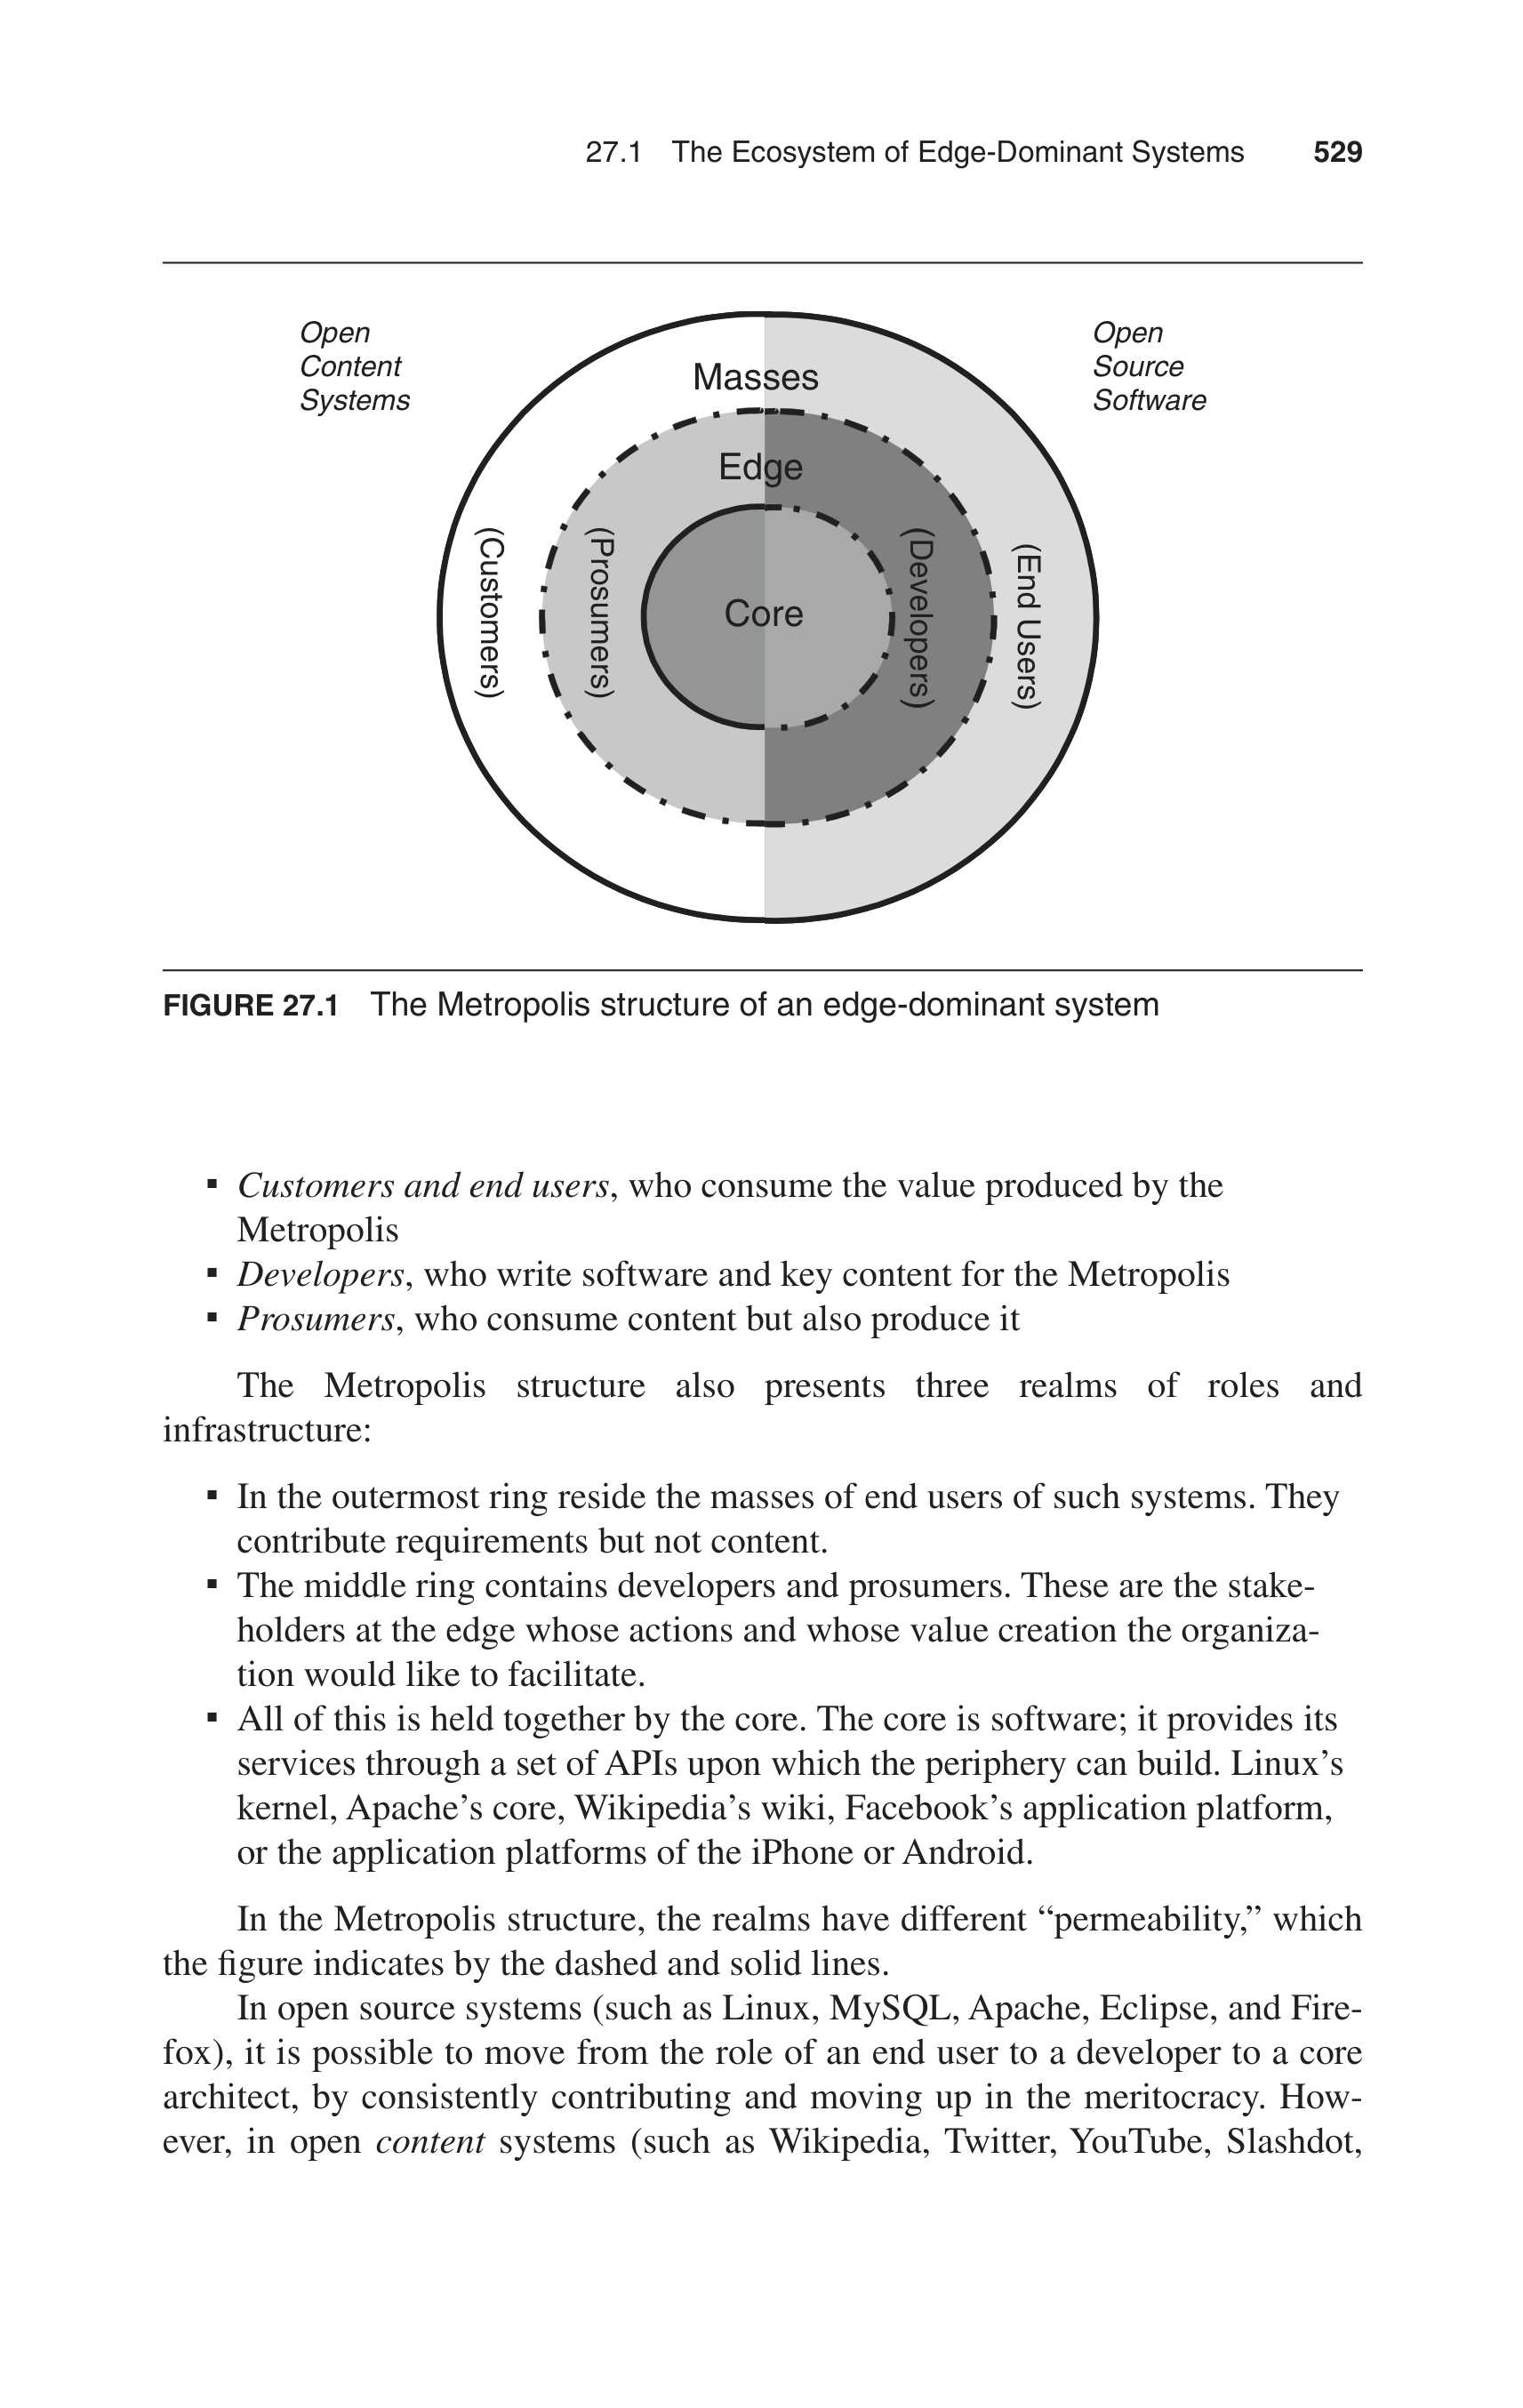 27.1 The Ecosystem of Edge-Dominant Systems 529
Open
Content
Systems
Open
Source
Software
Masses
Edge
Core
(Customers)
(Prosumers)
(Developers)
(End Users)
FIGURE 27.1 The Metropolis structure of an edge-dominant system
▪ Customers and end users, who consume the value produced by the
Metropolis
▪ Developers, who write software and key content for the Metropolis
▪ Prosumers, who consume content but also produce it
The Metropolis structure also presents three realms of roles and
infrastructure:
▪ In the outermost ring reside the masses of end users of such systems. They
contribute requirements but not content.
▪ The middle ring contains developers and prosumers. These are the stake-
holders at the edge whose actions and whose value creation the organiza-
tion would like to facilitate.
▪ All of this is held together by the core. The core is software; it provides its
services through a set of APIs upon which the periphery can build. Linux’s
kernel, Apache’s core, Wikipedia’s wiki, Facebook’s application platform,
or the application platforms of the iPhone or Android.
In the Metropolis structure, the realms have different “permeability,” which
the figure indicates by the dashed and solid lines.
In open source systems (such as Linux, MySQL, Apache, Eclipse, and Fire-
fox), it is possible to move from the role of an end user to a developer to a core
architect, by consistently contributing and moving up in the meritocracy. How-
ever, in open content systems (such as Wikipedia, Twitter, YouTube, Slashdot,